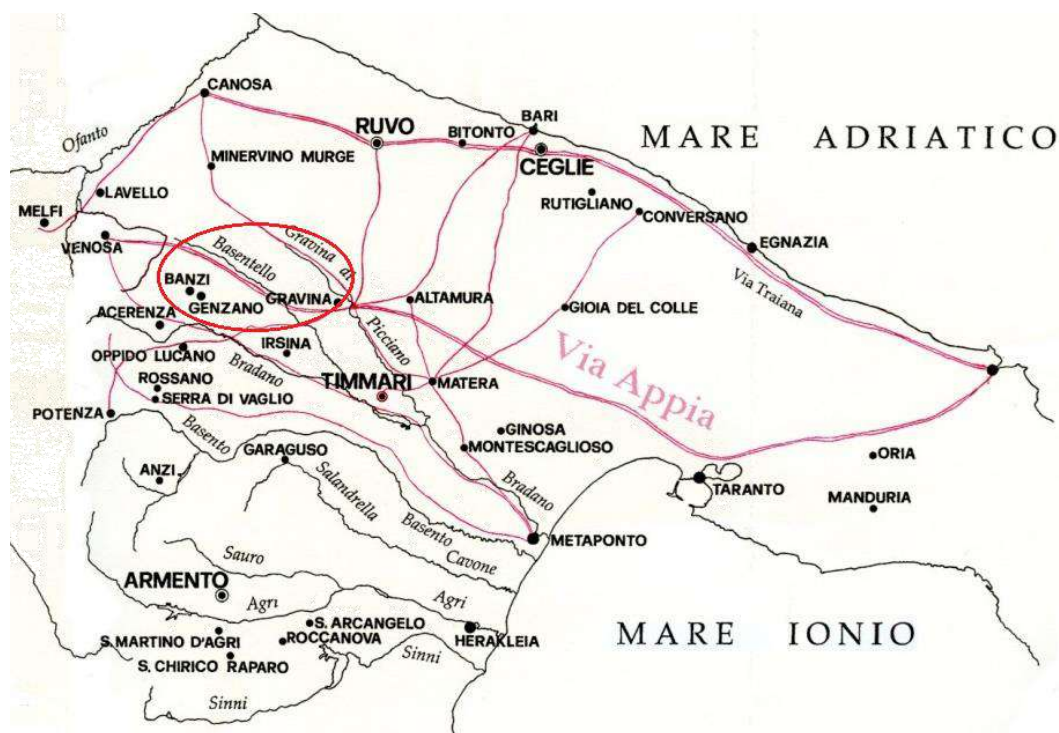 CANOSA
BARI
RUVO
BITONTO
MARE ADRIATICO
Ofanto
MINERVINO MURGE
CEGLIE
LAVELLO
RUTIGLIANO
MELFI
CONVERSANO
VENOSA
Basentello
Gravina di
EGNAZIA
BANZI
Via Traiana
GENZANO
GRAVINA
ALTAMURA
GIOIA DEL COLLE
ACERENZA
Picciano
IRSINA
Via Appia
OPPIDO LUCANO
Bradano
ROSSANO
TIMMARI
MATERA
SERRA DI VAGLIO
POTENZA
Basento
GINOSA
MONTESCAGLIOSO
GARAGUSO
ORIA
ANZI
Salandrella
Bradano
TARANTO
MANDURIA
Basento
METAPONTO
Cavone
Sauro
ARMENTO
Agri
Agri
S. ARCANGELO
S. MARTINO D'AGRI
ROCCANOVA
HERAKLEIA
MARE IONIO
S. CHIRICO RAPARO
Sinni
Sinni